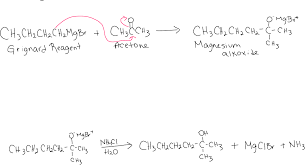 O
CH₃CH₂CH₂CH₂MgBr + CH₃CCH₃
Grignard Reagent
Acetone
O⁻MgBr⁺
CH₃CH₂CH₂CH₂-C-CH₃
CH₃
Magnesium
alkoxide
O⁻MgBr⁺
CH₃CH₂CH₂CH₂-C-CH₃
CH₃
NH₄Cl
H₂O
OH
CH₃CH₂CH₂CH₂-C-CH₃ + MgClBr + NH₃
CH₃